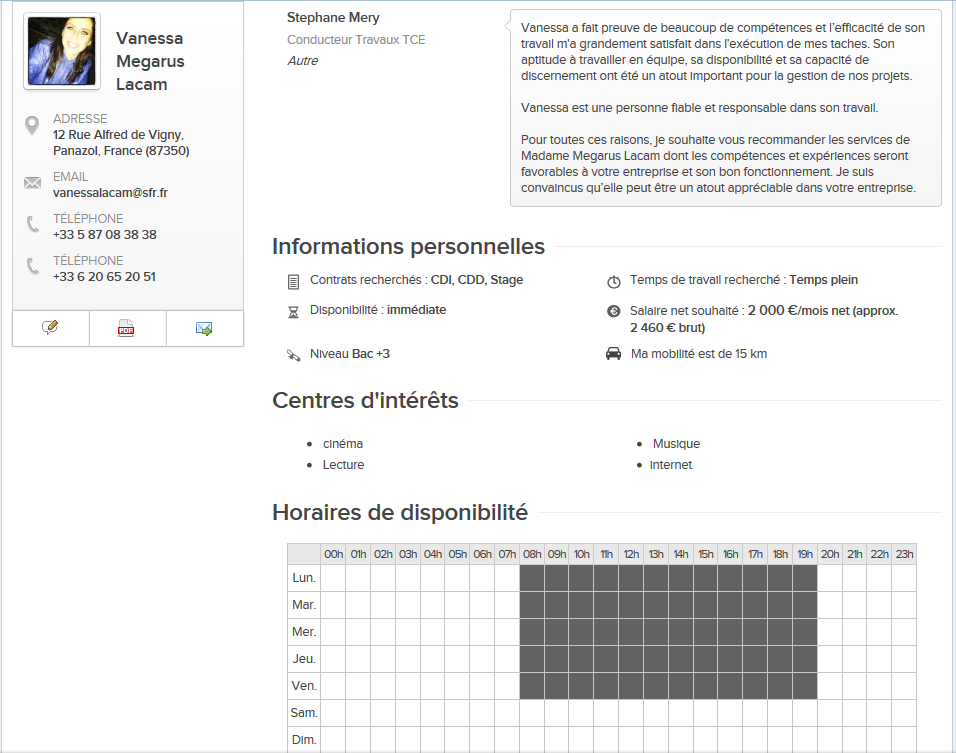 Vanessa
Megarus
Lacam
ADRESSE
12 Rue Alfred de Vigny,
Panazol, France (87350)
EMAIL
vanessalacam@sfr.fr
TÉLÉPHONE
+33 5 87 08 38 38
TÉLÉPHONE
+33 6 20 65 20 51
PDF
Stephane Mery
Conducteur Travaux TCE
Autre
Vanessa a fait preuve de beaucoup de compétences et l'efficacité de son
travail m'a grandement satisfait dans l'exécution de mes taches. Son
aptitude à travailler en équipe, sa disponibilité et sa capacité de
discernement ont été un atout important pour la gestion de nos projets.
Vanessa est une personne fiable et responsable dans son travail.
Pour toutes ces raisons, je souhaite vous recommander les services de
Madame Megarus Lacam dont les compétences et expériences seront
favorables à votre entreprise et son bon fonctionnement. Je suis
convaincus qu'elle peut être un atout appréciable dans votre entreprise.
Informations personnelles
Contrats recherchés : CDI, CDD, Stage
Temps de travail recherché : Temps plein
Disponibilité : immédiate
Salaire net souhaité : 2 000 €/mois net (approx.
2 460 € brut)
Niveau Bac +3
Ma mobilité est de 15 km
Centres d'intérêts
cinéma
Musique
Lecture
internet
Horaires de disponibilité
00h 01h 02h 03h 04h 05h 06h 07h 08h 09h 10h 11h 12h 13h 14h 15h 16h 17h 18h 19h 20h 21h 22h 23h
Lun.
Mar.
Mer.
Jeu.
Ven.
Sam.
Dim.